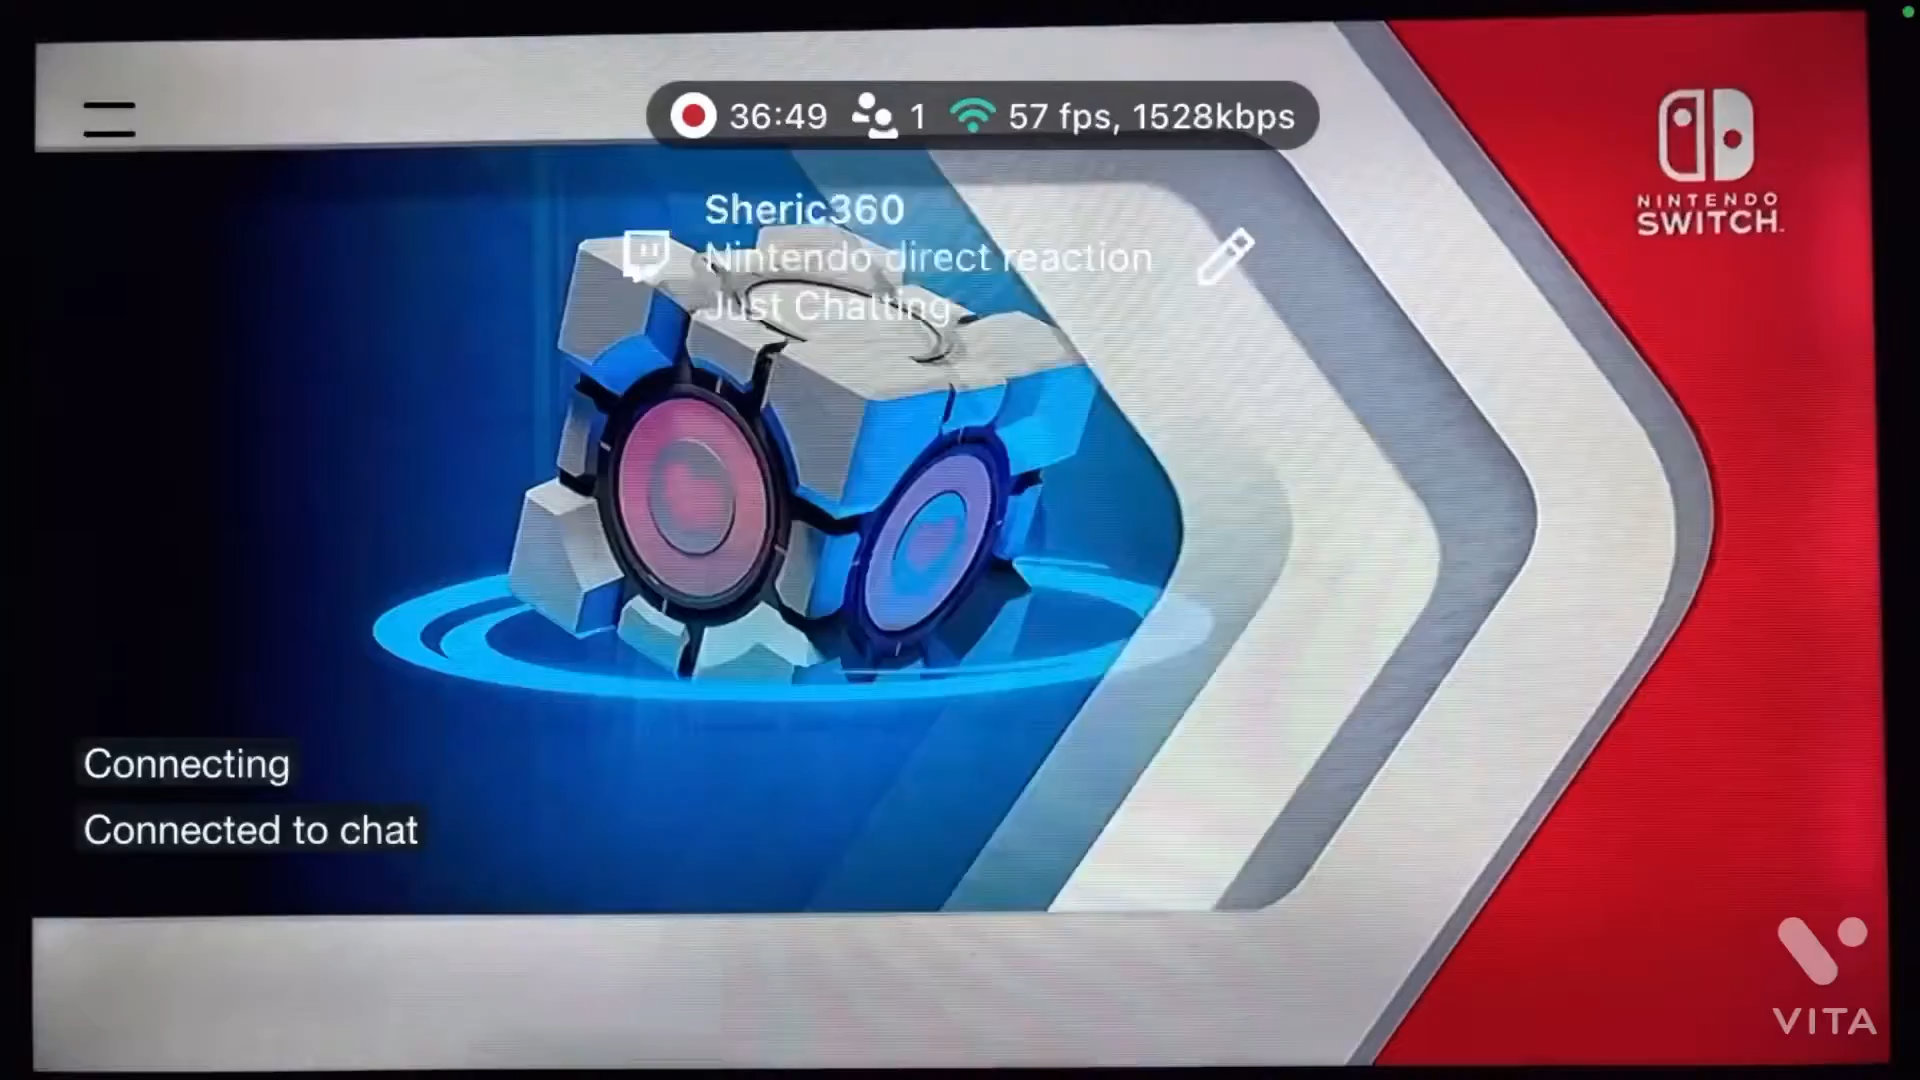 36:49 1 57 fps, 1528kbps
NINTENDO
SWITCH.
Sheric360
Nintendo direct reaction
Just Chatting
Connecting
Connected to chat
VITA